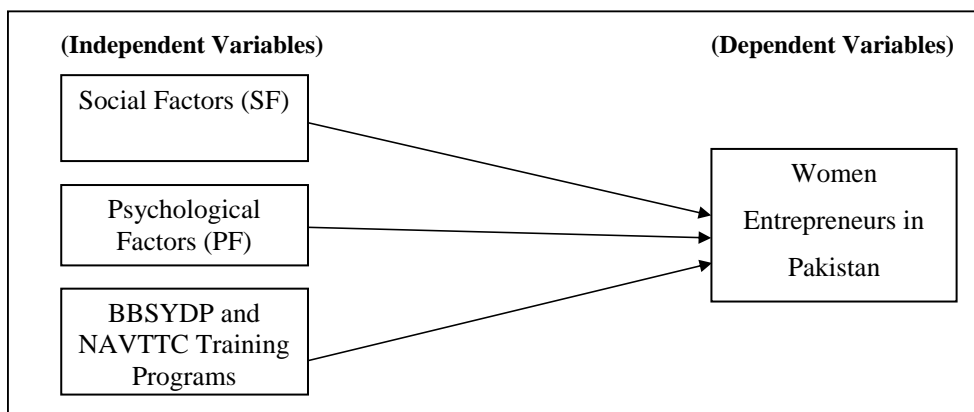 (Independent Variables)
(Dependent Variables)
Social Factors (SF)
Psychological
Factors (PF)
BBSYDP and
NAVTTC Training
Programs
Women
Entrepreneurs in
Pakistan